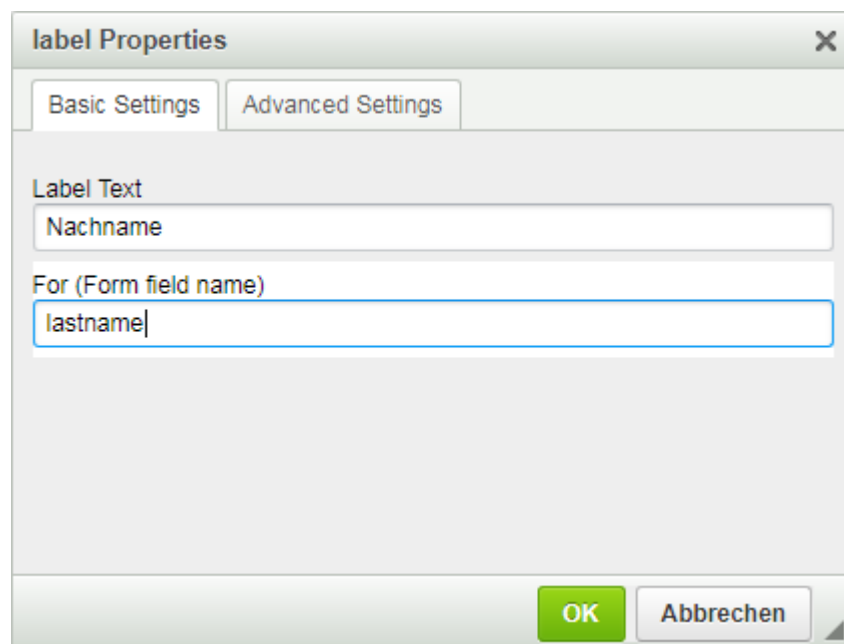 label Properties
Basic Settings Advanced Settings
Label Text
Nachname
For (Form field name)
lastname
OK Abbrechen